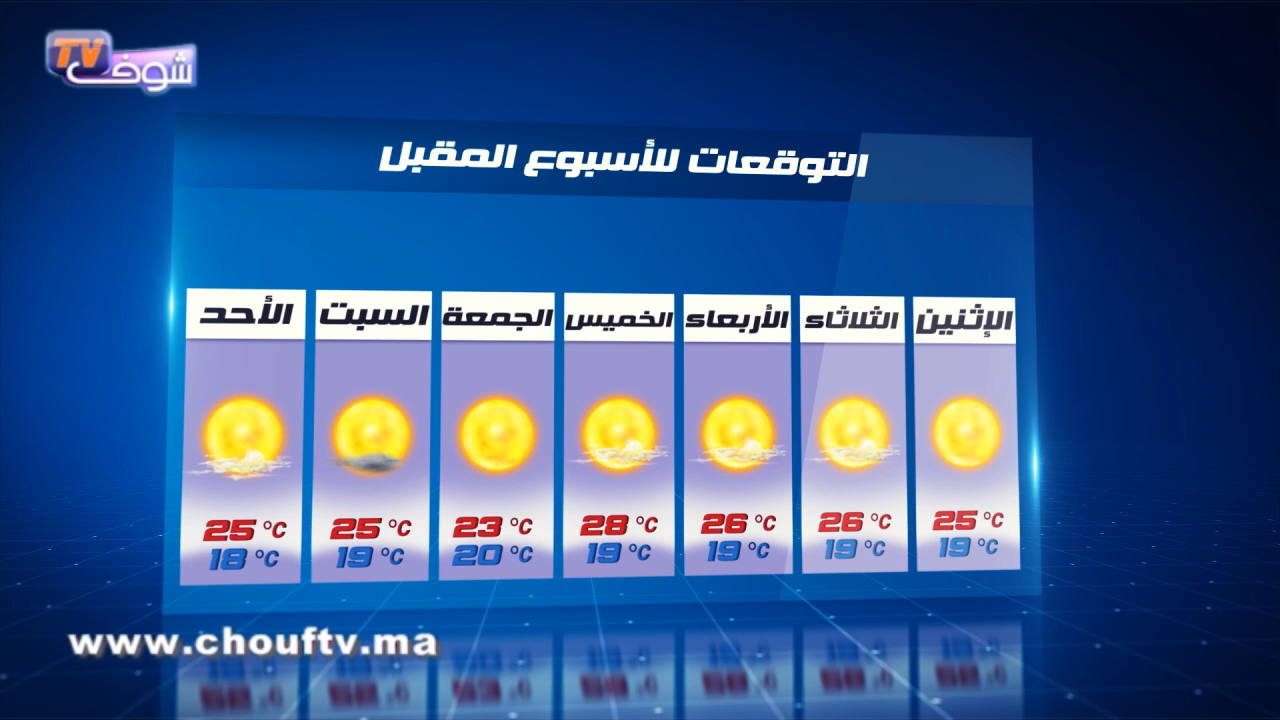 TV شوف
التوقعات للأسبوع المقبل
الإثنين الثلاثاء الأربعاء الخميس الجمعة السبت الأحد
25 °C 26 °C 26 °C 28 °C 23 °C 25 °C 25 °C
19 °C 19 °C 19 °C 19 °C 20 °C 19 °C 18 °C
www.chouftv.ma